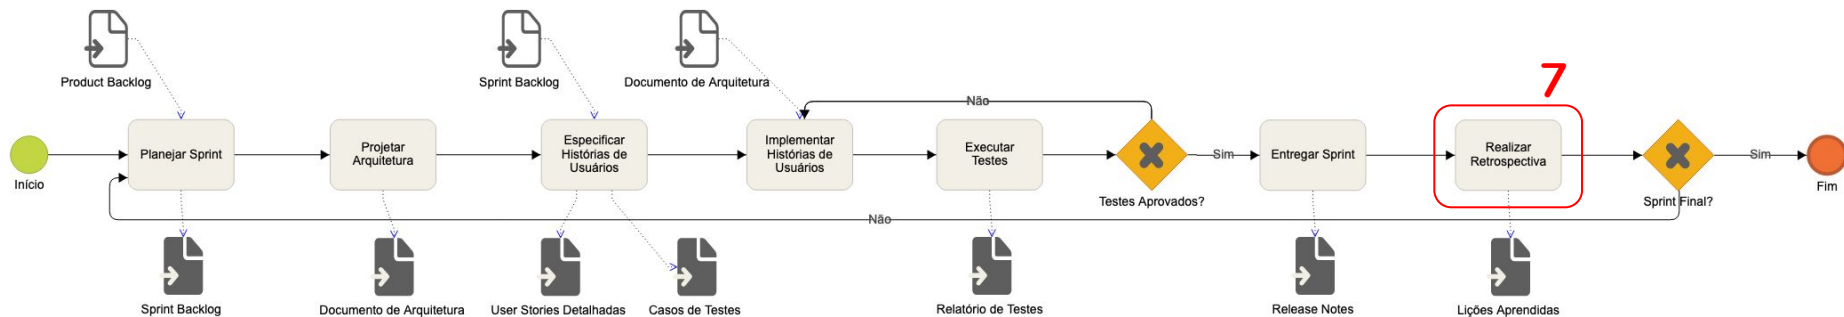 Product Backlog
Sprint Backlog
Documento de Arquitetura
7
Não
Início
Planejar Sprint
Projetar
Arquitetura
Especificar
Histórias de
Usuários
Implementar
Histórias de
Usuários
Executar
Testes
Testes Aprovados?
Sim
Entregar Sprint
Realizar
Retrospectiva
Sprint Final?
Sim
Fim
Não
Sprint Backlog
Documento de Arquitetura
User Stories Detalhadas
Casos de Testes
Relatório de Testes
Release Notes
Lições Aprendidas